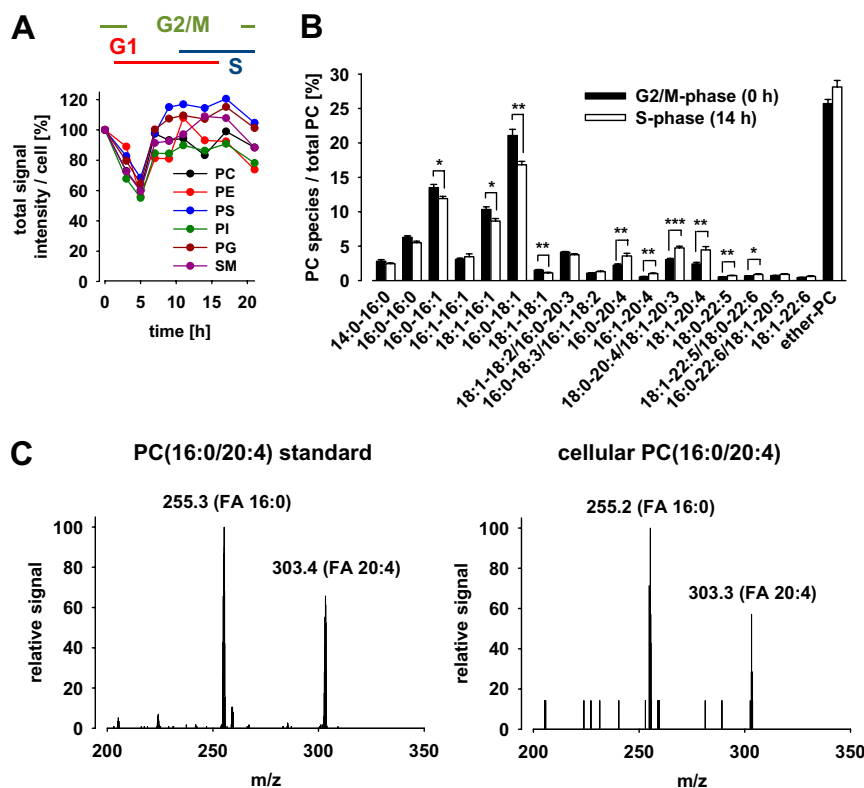 A
G2/M
G1
S
total signal
intensity / cell [%]
120
100
80
60
40
20
0
PC
PE
PS
PI
PG
SM
0 5 10 15 20
time [h]
B
PC species / total PC [%]
30
25
20
15
10
5
0
G2/M-phase (0 h)
S-phase (14 h)
*
*
**
**
**
**
***
**
**
*
14:0-16:0
16:0-16:0
16:0-16:1
16:1-16:1
18:1-16:1
16:0-18:1
18:1-18:1
18:1-18:2/16:0-20:3
16:0-18:3/16:1-18:2
16:0-20:4
16:1-20:4
18:0-20:4/18:1-20:3
18:1-20:4
18:0-22:5
18:1-22:5/18:0-22:6
16:0-22:6/18:1-20:5
18:1-22:6
ether-PC
C
PC(16:0/20:4) standard
255.3 (FA 16:0)
303.4 (FA 20:4)
relative signal
100
80
60
40
20
0
200 250 300 350
m/z
cellular PC(16:0/20:4)
255.2 (FA 16:0)
303.3 (FA 20:4)
relative signal
100
80
60
40
20
0
200 250 300 350
m/z